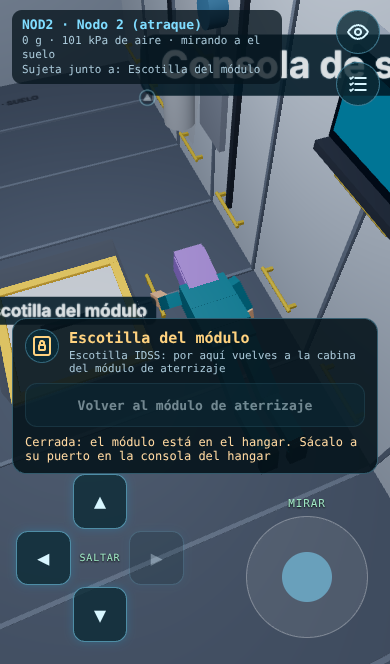 NOD2 · Nodo 2 (atraque)
0 g · 101 kPa de aire · mirando a el
suelo
Sujeta junto a: Escotilla del módulo
Consola de s
SUELO
scotilla del módulo
Escotilla del módulo
Escotilla IDSS: por aquí vuelves a la cabina
del módulo de aterrizaje
Volver al módulo de aterrizaje
Cerrada: el módulo está en el hangar. Sácalo a
su puerto en la consola del hangar
SALTAR
MIRAR